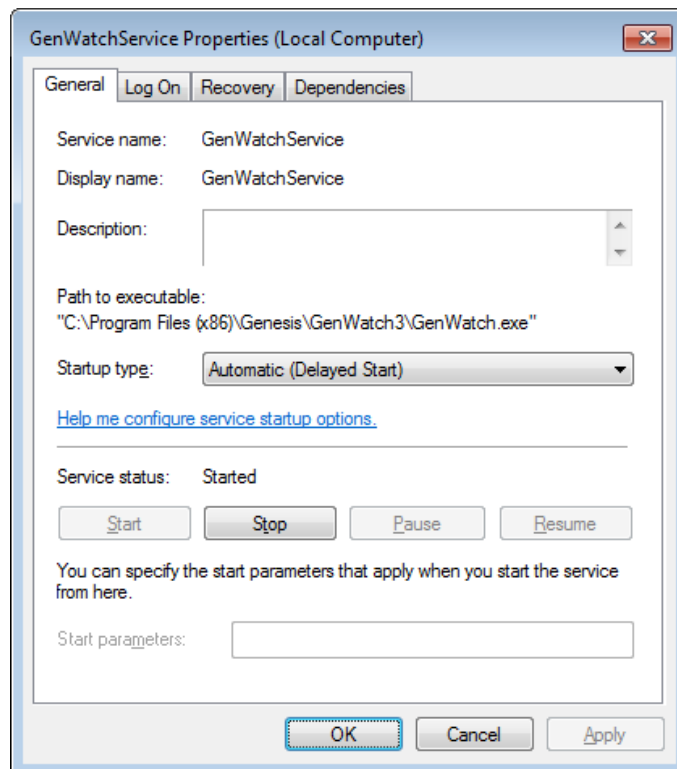 GenWatchService Properties (Local Computer)
General Log On Recovery Dependencies
Service name: GenWatchService
Display name: GenWatchService
Description:
Path to executable:
"C:\Program Files (x86)\Genesis\GenWatch3\GenWatch.exe"
Startup type: Automatic (Delayed Start)
Help me configure service startup options.
Service status: Started
Start Stop Pause Resume
You can specify the start parameters that apply when you start the service
from here.
Start parameters:
OK Cancel Apply